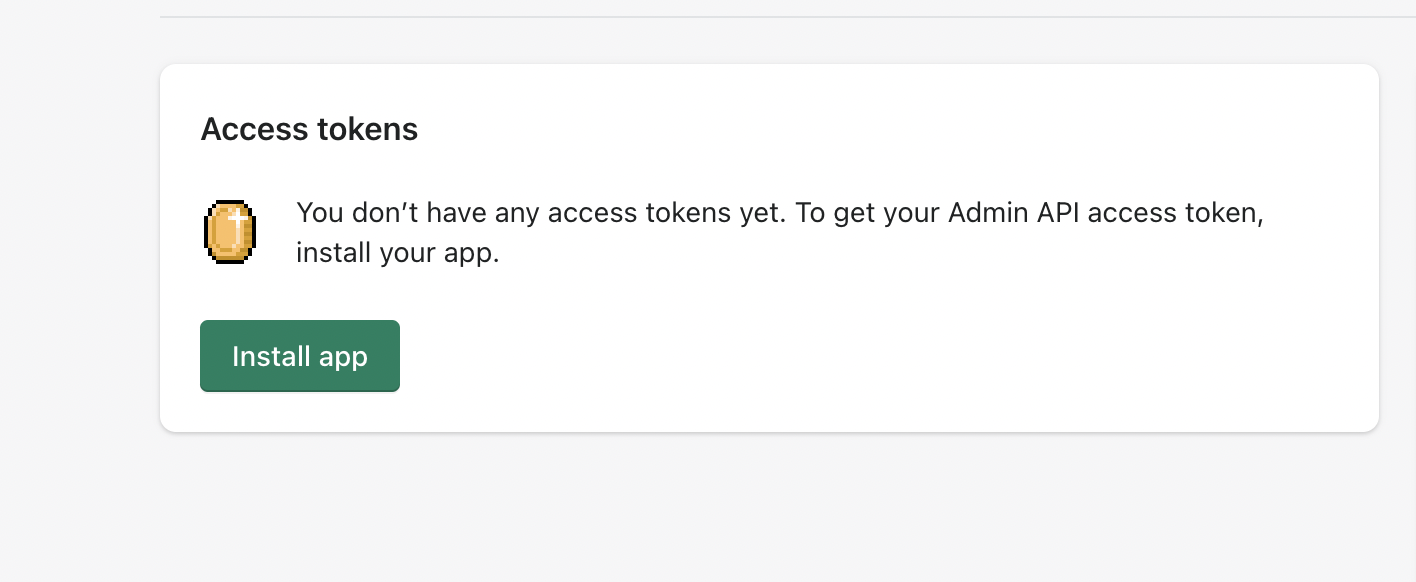 Access tokens
You don’t have any access tokens yet. To get your Admin API access token,
install your app.
Install app